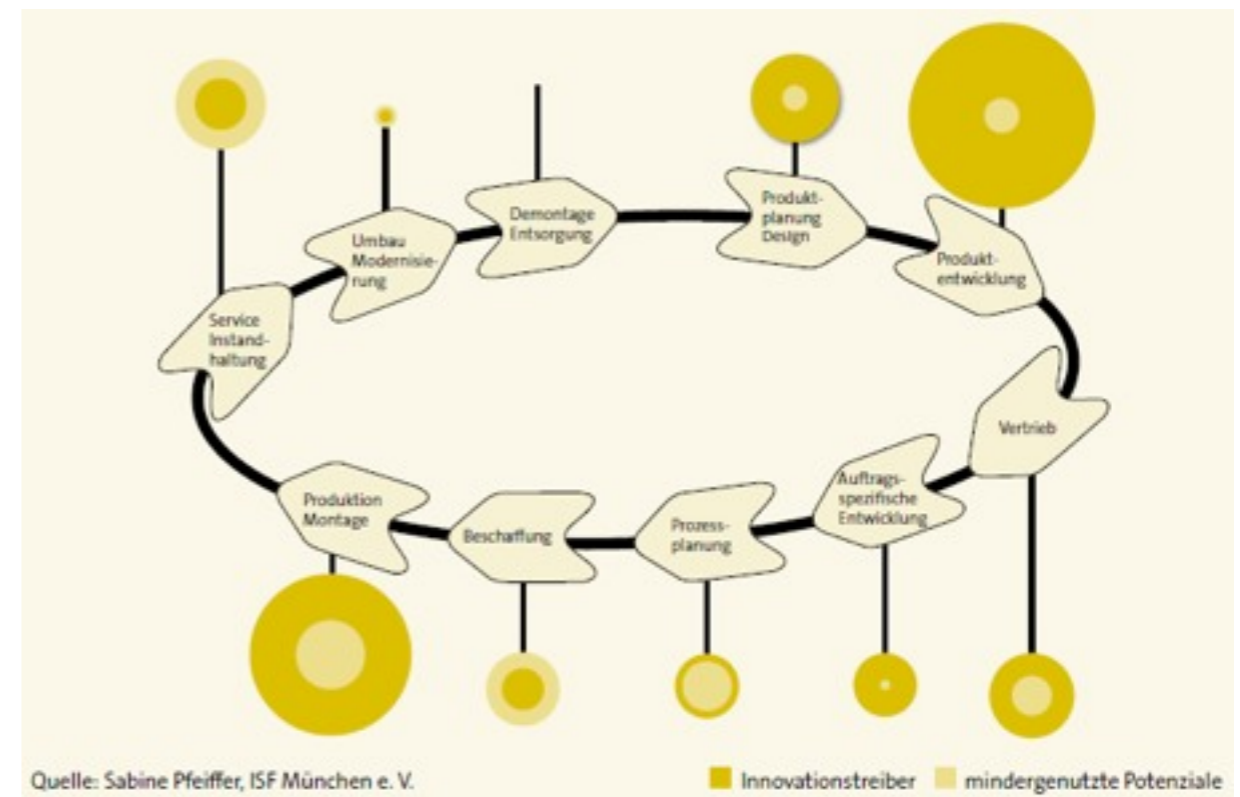 Produkt-
planung
Design
Produkt-
entwicklung
Vertrieb
Auftrags-
spezifische
Entwicklung
Prozess-
planung
Beschaffung
Produktion
Montage
Service
Instand-
haltung
Umbau
Modernisie-
rung
Demontage
Entsorgung
Quelle: Sabine Pfeiffer, ISF München e. V.
Innovationstreiber
mindergenutzte Potenziale